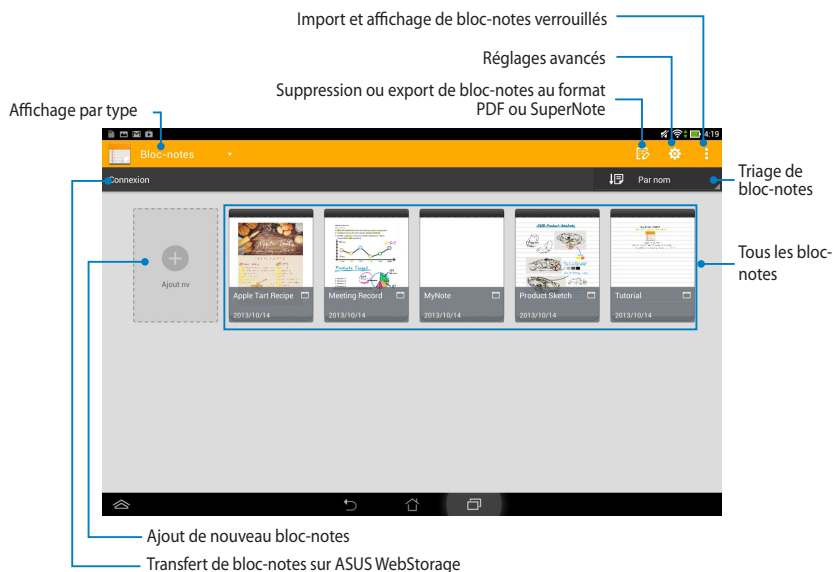 Import et affichage de bloc-notes verrouillés
Réglages avancés
Suppression ou export de bloc-notes au format
PDF ou SuperNote
Affichage par type
4:19
Bloc-notes
Connexion
Par nom
Triage de
bloc-notes
Ajout nv
Apple Tart Recipe
2013/10/14
Meeting Record
2013/10/14
MyNote
2013/10/14
Product Sketch
2013/10/14
Tutorial
2013/10/14
Tous les bloc-
notes
Ajout de nouveau bloc-notes
Transfert de bloc-notes sur ASUS WebStorage